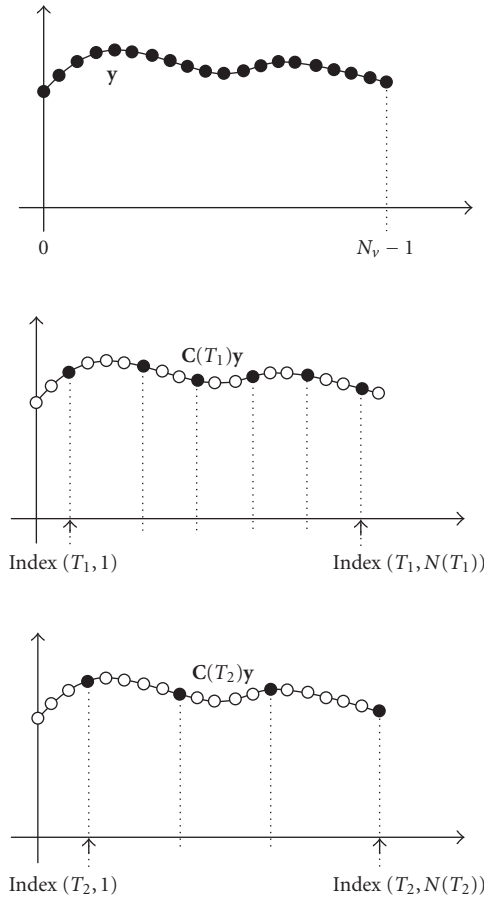 y
0 N_v − 1
C(T_1)y
Index (T_1, 1) Index (T_1, N(T_1))
C(T_2)y
Index (T_2, 1) Index (T_2, N(T_2))